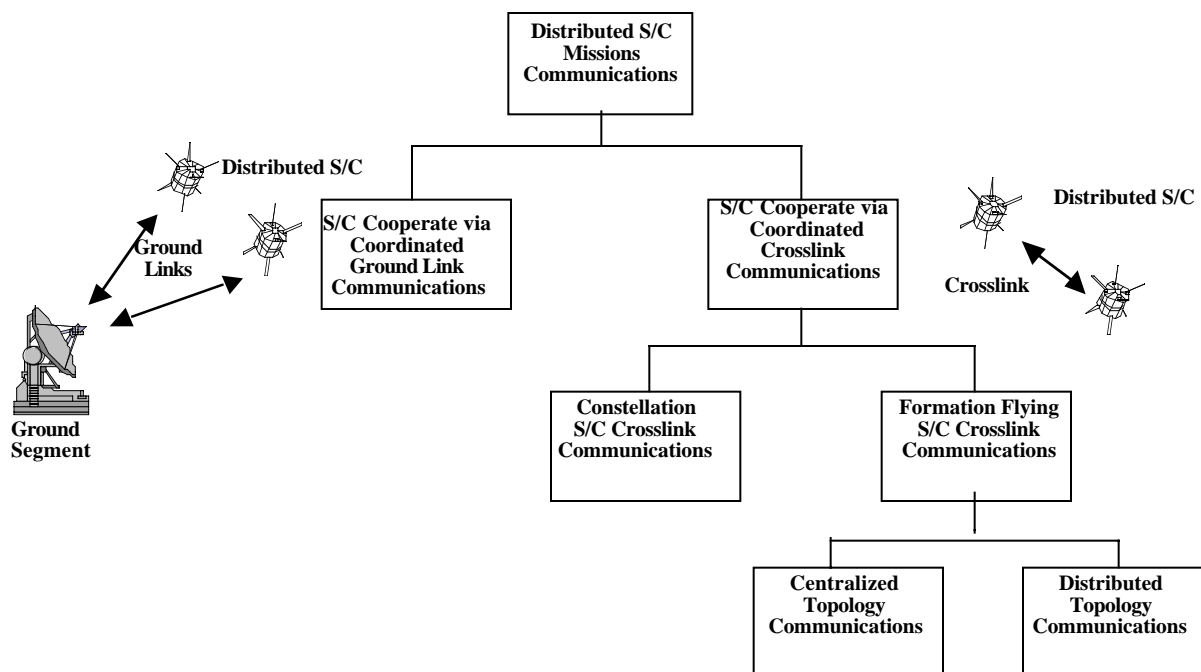 Distributed S/C
Missions
Communications
Distributed S/C
Ground
Links
Ground
Segment
S/C Cooperate via
Coordinated
Ground Link
Communications
S/C Cooperate via
Coordinated
Crosslink
Communications
Distributed S/C
Crosslink
Constellation
S/C Crosslink
Communications
Formation Flying
S/C Crosslink
Communications
Centralized
Topology
Communications
Distributed
Topology
Communications